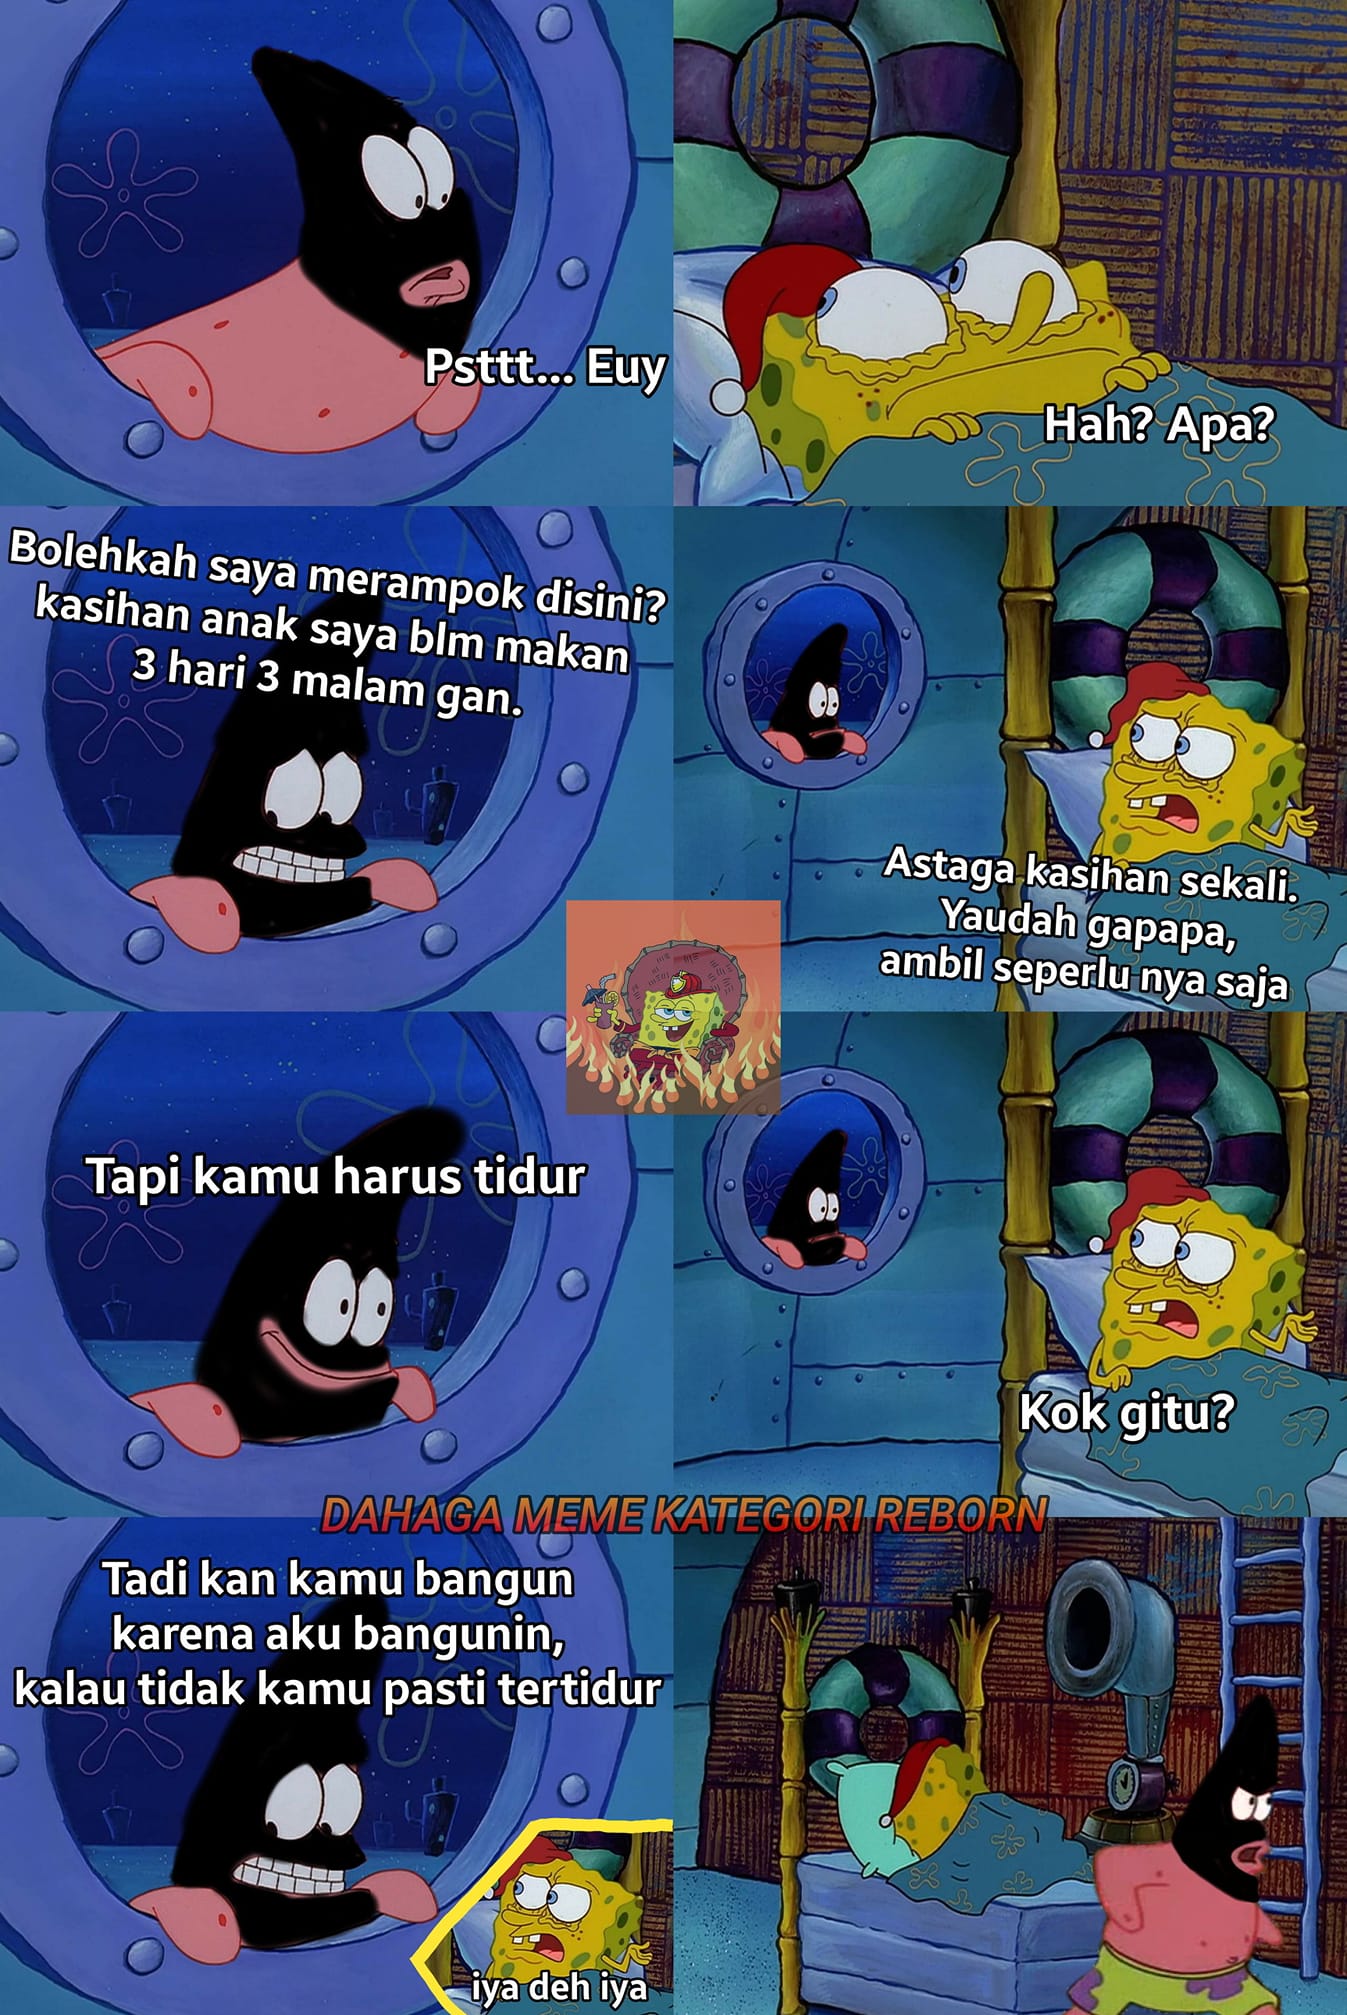 Psttt... Euy
Hah? Apa?
Bolehkah saya merampok disini?
kasihan anak saya blm makan
3 hari 3 malam gan.
Astaga kasihan sekali.
Yaudah gapapa,
ambil seperlu nya saja
Tapi kamu harus tidur
Kok gitu?
DAHAGA MEME KATEGORI REBORN
Tadi kan kamu bangun
karena aku bangunin,
kalau tidak kamu pasti tertidur
iya deh iya